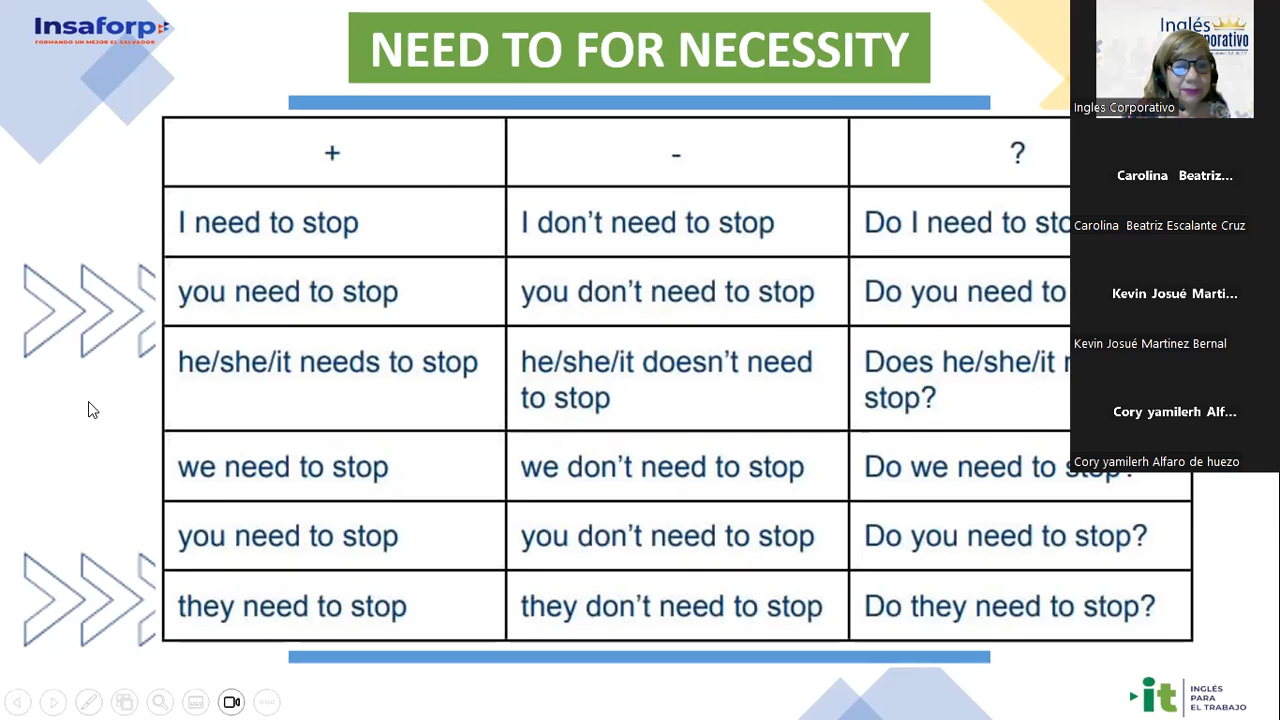 Insaforp
FORMANDO UN MEJOR EL SALVADOR
NEED TO FOR NECESSITY
Inglés
Ingles Corporativo
+
-
?
I need to stop
I don't need to stop
Do I need to
you need to stop
you don't need to stop
Do you need to
he/she/it needs to stop
he/she/it doesn't need
to stop
Does he/she/it
stop?
we need to stop
we don't need to stop
Do we need to stop?
you need to stop
you don't need to stop
Do you need to stop?
they need to stop
they don't need to stop
Do they need to stop?
Carolina Beatriz...
Carolina Beatriz Escalante Cruz
Kevin Josué Marti...
Kevin Josué Martinez Bernal
Cory yamilerh Alf...
Cory yamilerh Alfaro de huezo
it
INGLÉS
PARA
EL TRABAJO